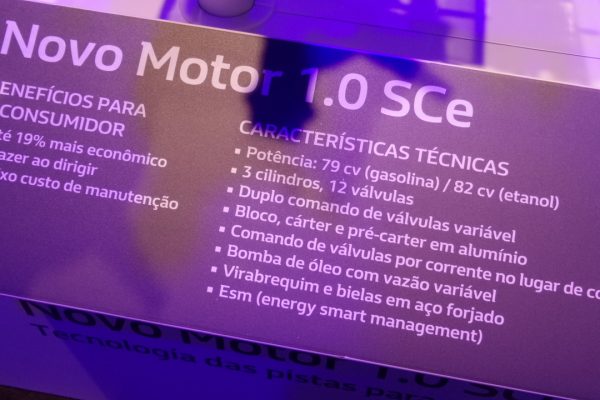 Novo Motor 1.0 SCe
ENEFÍCIOS PARA
CONSUMIDOR
té 19% mais econômico
azer ao dirigir
ixo custo de manutenção
CARACTERÍSTICAS TÉCNICAS
▪ Potência: 79 cv (gasolina) / 82 cv (etanol)
▪ 3 cilindros, 12 válvulas
▪ Duplo comando de válvulas variável
▪ Bloco, cárter e pré-carter em alumínio
▪ Comando de válvulas por corrente no lugar de co
▪ Bomba de óleo com vazão variável
▪ Virabrequim e bielas em aço forjado
▪ Esm (energy smart management)
Novo Motor 1.0 SC
Tecnologia das pistas para